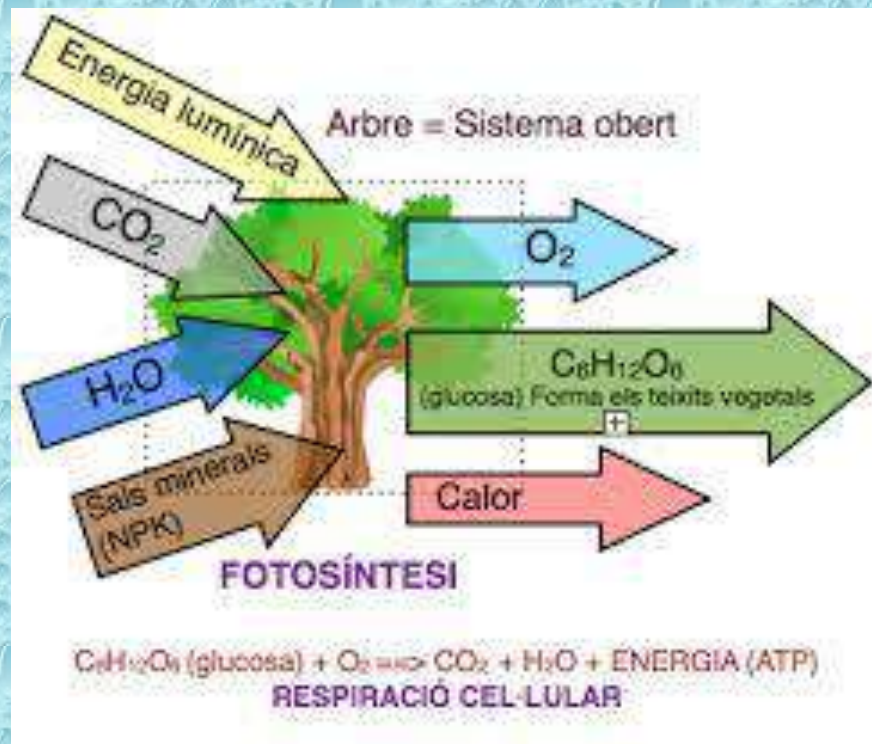 Energia lumínica
Arbre = Sistema obert
CO₂
O₂
H₂O
C₆H₁₂O₆
(glucosa) Forma els teixits vegetals
+
Sals minerals
(NPK)
Calor
FOTOSÍNTESI
C₆H₁₂O₆ (glucosa) + O₂ ==> CO₂ + H₂O + ENERGIA (ATP)
RESPIRACIÓ CEL·LULAR